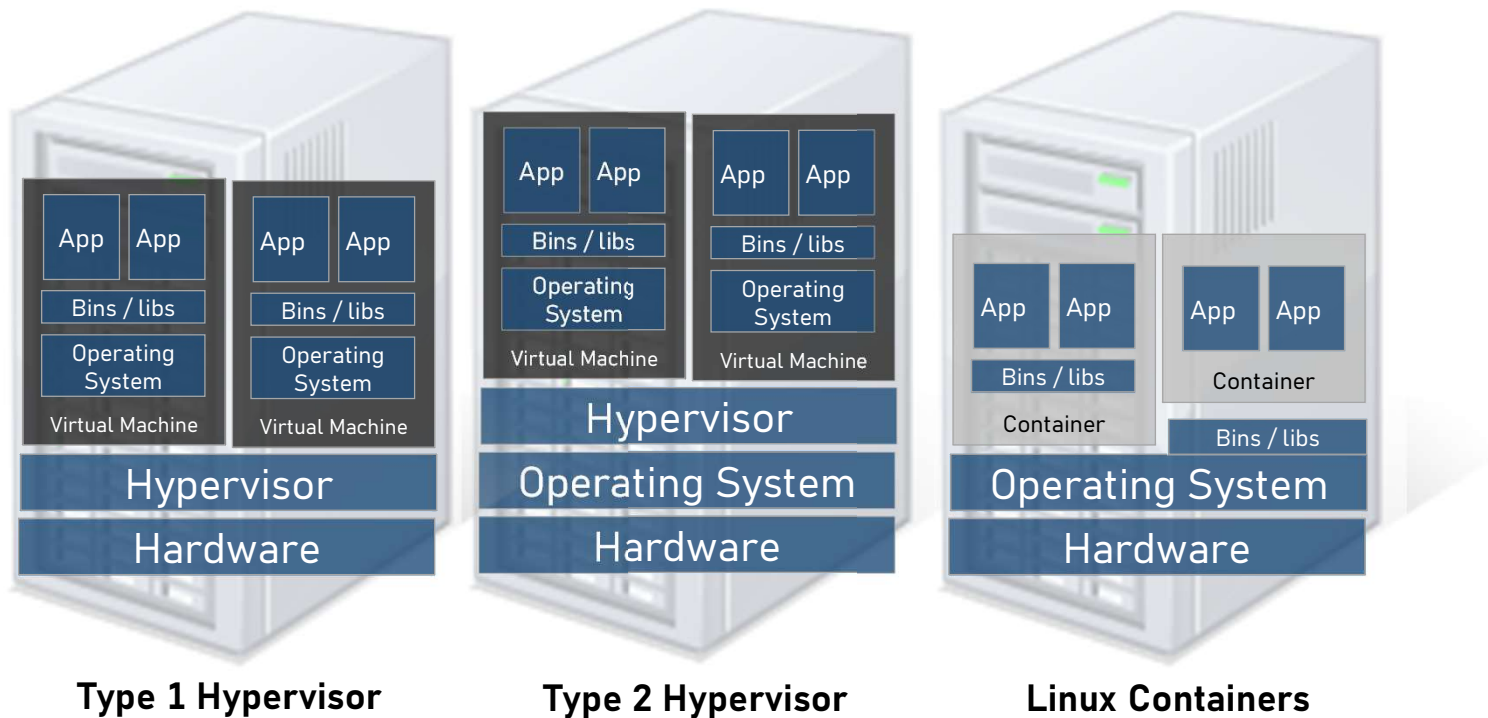 App App
Bins / libs
Operating
System
Virtual Machine
App App
Bins / libs
Operating
System
Virtual Machine
Hypervisor
Hardware
Type 1 Hypervisor
App App
Bins / libs
Operating
System
Virtual Machine
App App
Bins / libs
Operating
System
Virtual Machine
Hypervisor
Operating System
Hardware
Type 2 Hypervisor
App App
Bins / libs
Container
App App
Container
Bins / libs
Operating System
Hardware
Linux Containers